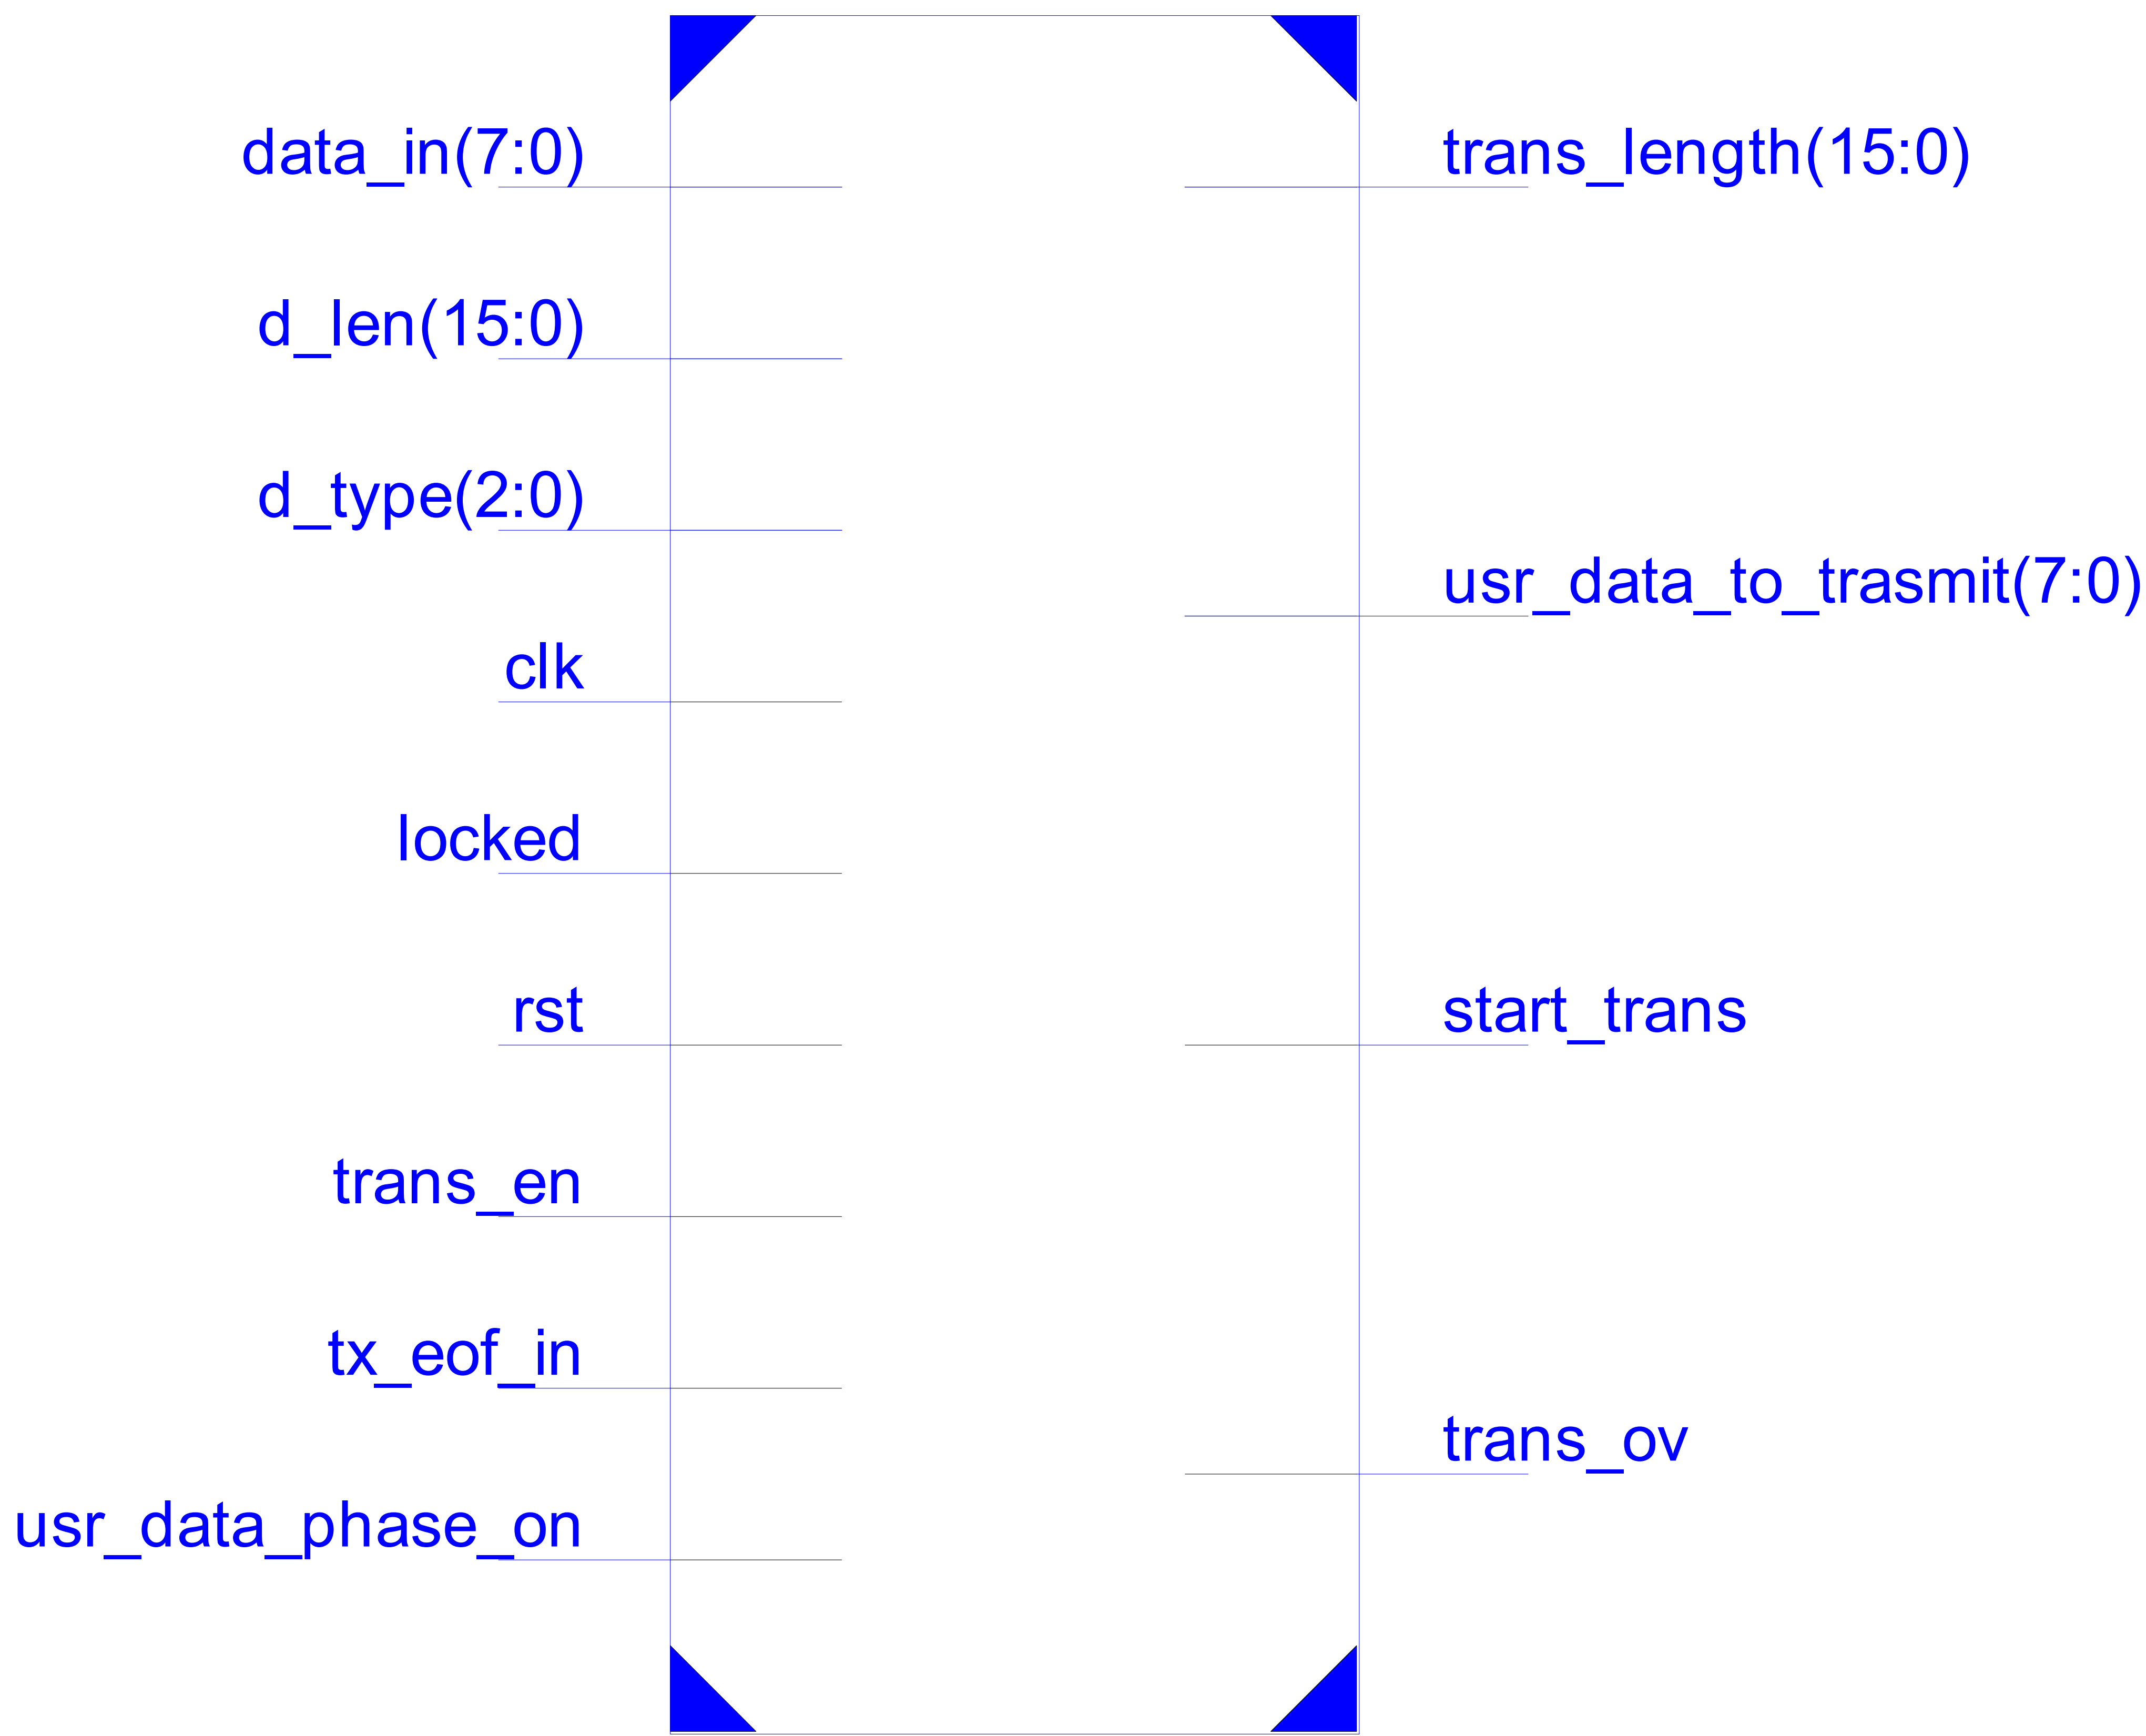 data_in(7:0)
d_len(15:0)
d_type(2:0)
clk
locked
rst
trans_en
tx_eof_in
usr_data_phase_on
trans_length(15:0)
usr_data_to_trasmit(7:0)
start_trans
trans_ov